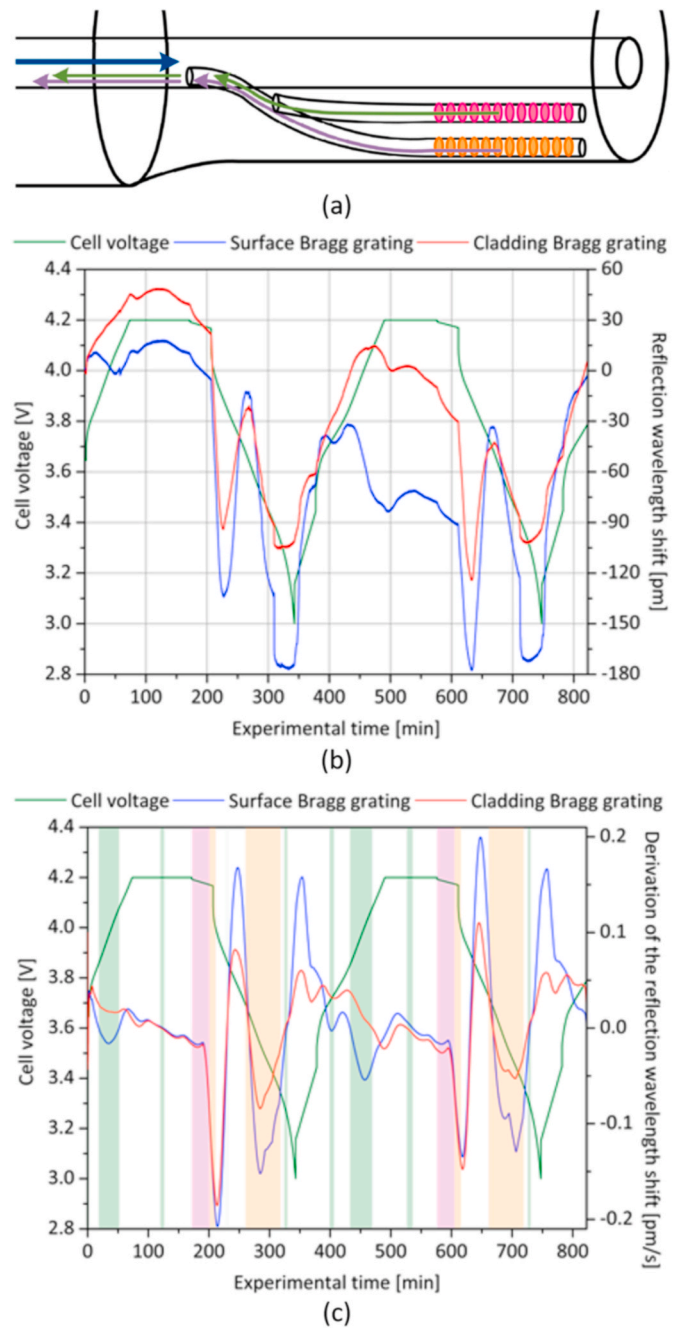 (a)
Cell voltage Surface Bragg grating Cladding Bragg grating
4.4
4.2
4.0
3.8
3.6
3.4
3.2
3.0
2.8
Cell voltage [V]
60
30
0
-30
-60
-90
-120
-150
-180
Reflection wavelength shift [pm]
0 100 200 300 400 500 600 700 800
Experimental time [min]
(b)
Cell voltage Surface Bragg grating Cladding Bragg grating
4.4
4.2
4.0
3.8
3.6
3.4
3.2
3.0
2.8
Cell voltage [V]
0.2
0.1
0.0
-0.1
-0.2
Derivation of the reflection wavelength shift [pm/s]
0 100 200 300 400 500 600 700 800
Experimental time [min]
(c)